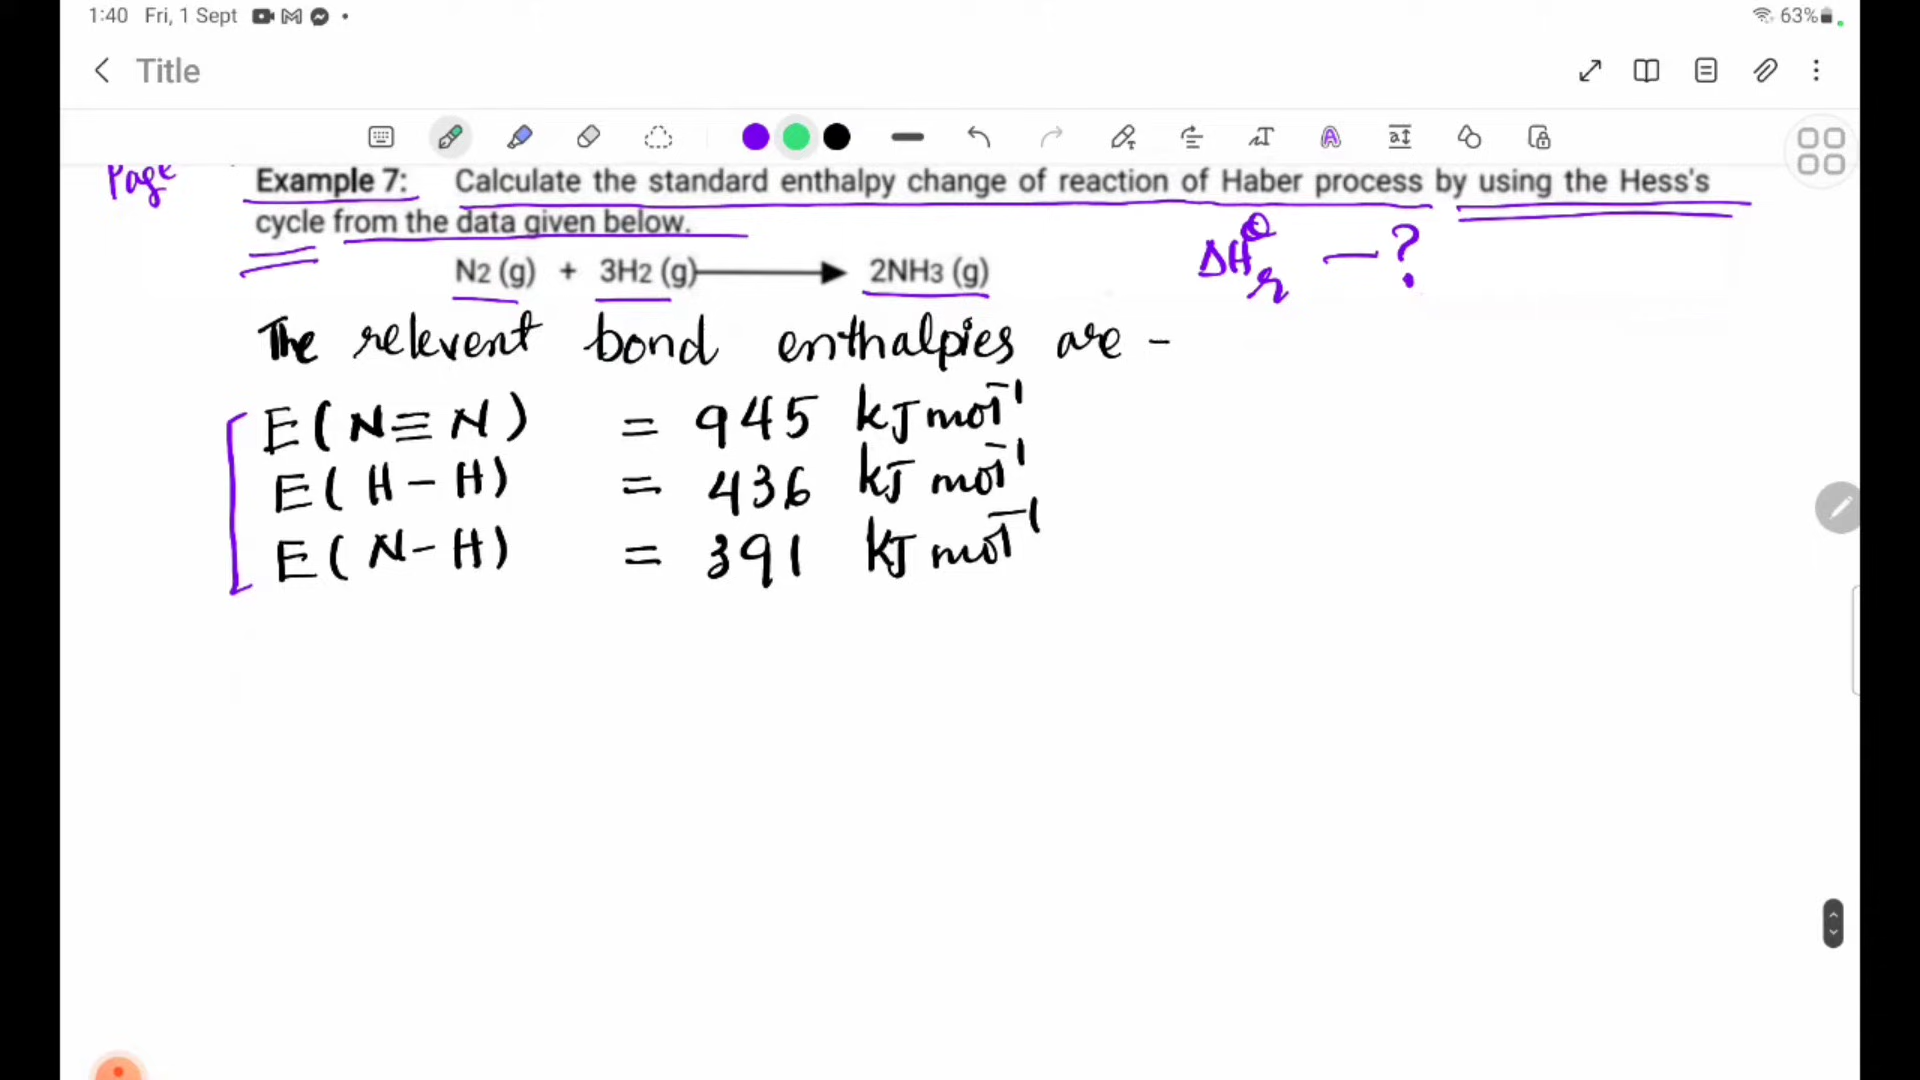 1:40 Fri, 1 Sept
63%
Title
Page
Example 7: Calculate the standard enthalpy change of reaction of Haber process by using the Hess's
cycle from the data given below.
N2 (g) + 3H2 (g) ⟶ 2NH3 (g)
ΔH⦵r — ?
The relevent bond enthalpies are -
E(N≡N) = 945 kJ mol⁻¹
E(H-H) = 436 kJ mol⁻¹
E(N-H) = 391 kJ mol⁻¹